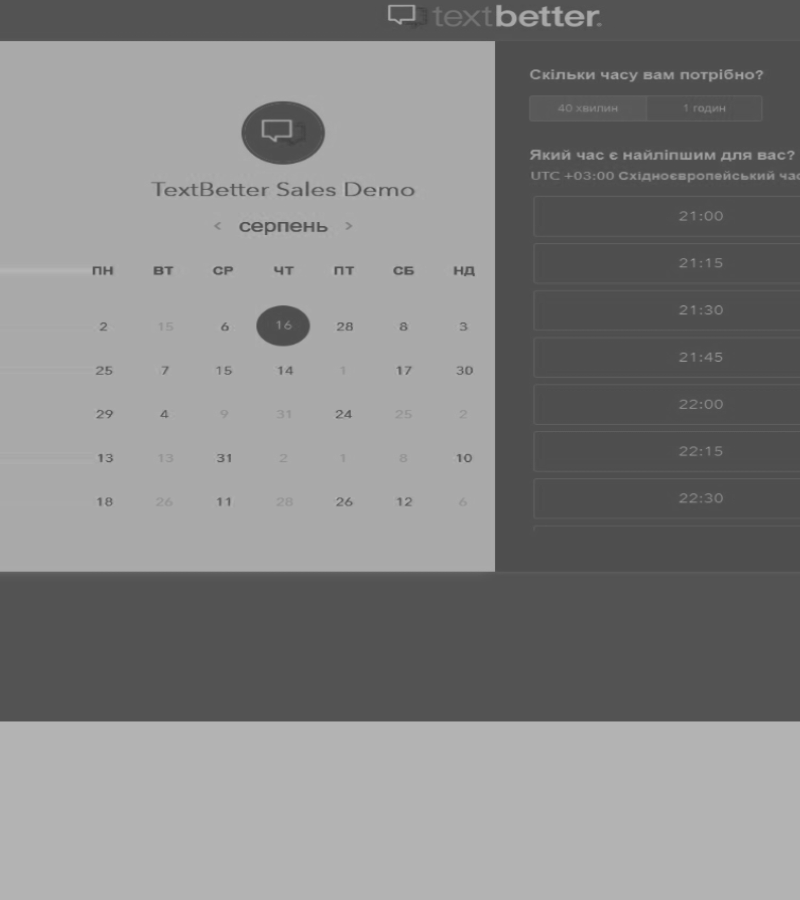 textbetter.
TextBetter Sales Demo
< серпень >
ПН ВТ СР ЧТ ПТ СБ НД
2 15 6 16 28 8 3
25 7 15 14 1 17 30
29 4 9 31 24 25 2
13 13 31 2 1 8 10
18 26 11 28 26 12 6
Скільки часу вам потрібно?
40 хвилин 1 годин
Який час є найліпшим для вас?
UTC +03:00 Східноєвропейський час
21:00
21:15
21:30
21:45
22:00
22:15
22:30